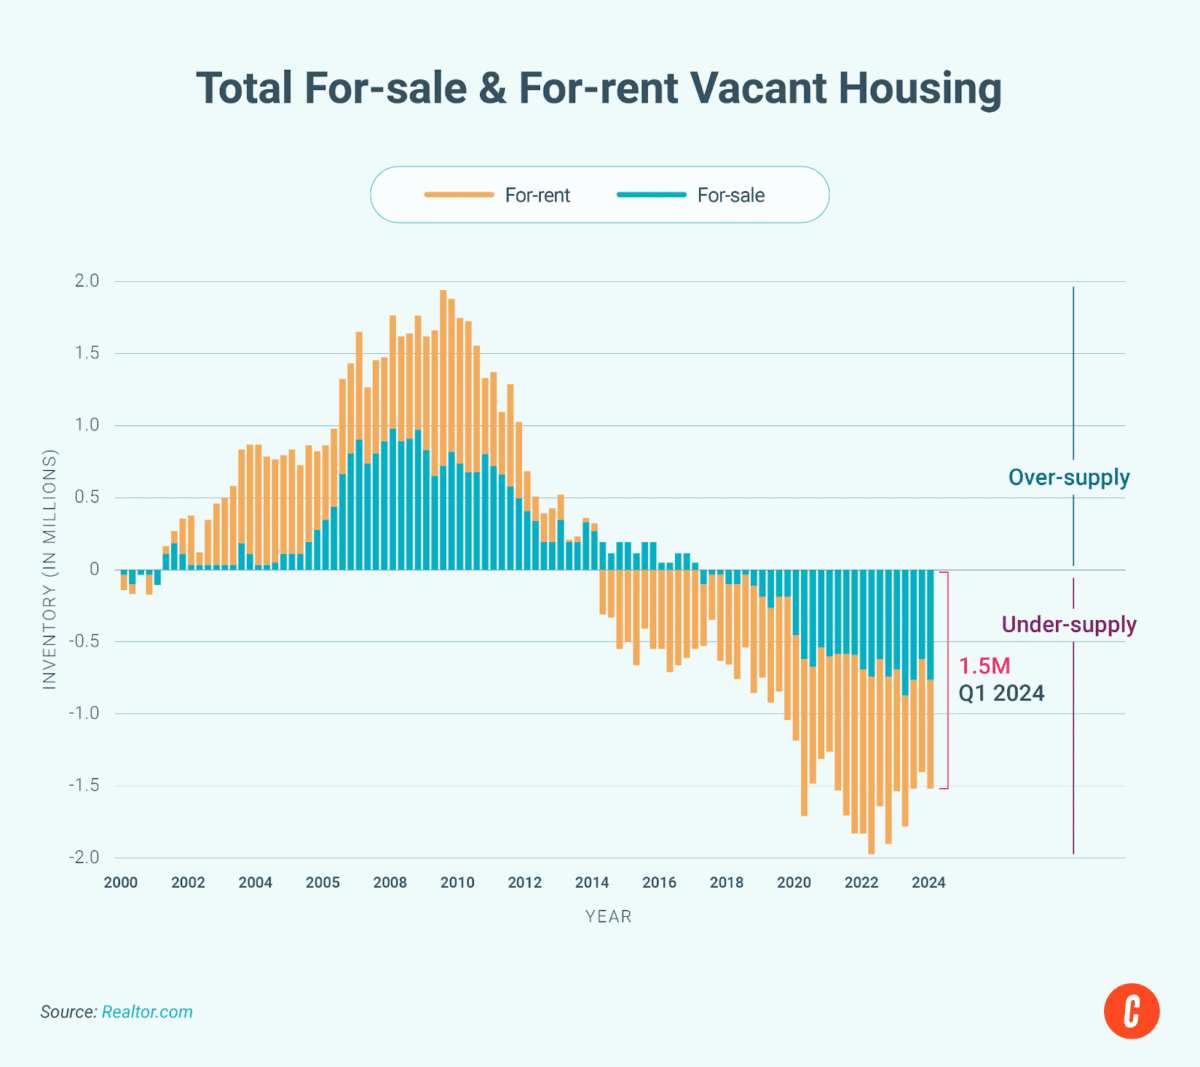 Total For-sale & For-rent Vacant Housing
For-rent For-sale
2.0
1.5
1.0
0.5
0
-0.5
-1.0
-1.5
-2.0
INVENTORY (IN MILLIONS)
Over-supply
Under-supply
1.5M
Q1 2024
2000 2002 2004 2005 2008 2010 2012 2014 2016 2018 2020 2022 2024
YEAR
Source: Realtor.com
C